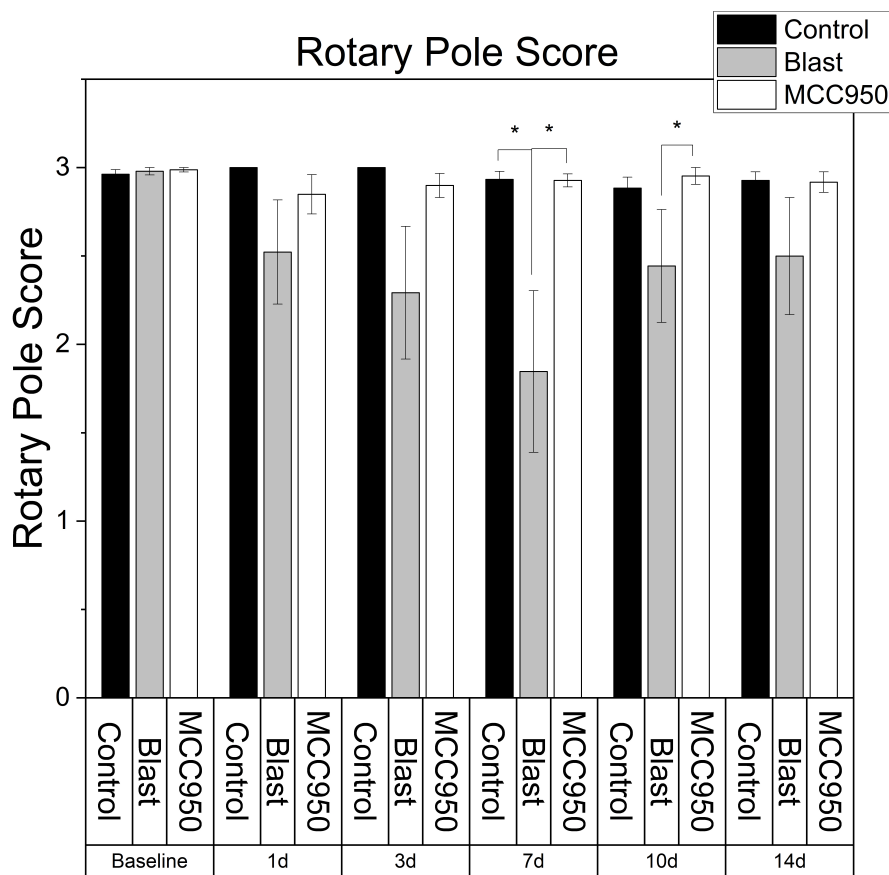 Rotary Pole Score
Control
Blast
MCC950
* * *
3
2
1
0
Rotary Pole Score
Control Blast MCC950 Control Blast MCC950 Control Blast MCC950 Control Blast MCC950 Control Blast MCC950 Control Blast MCC950
Baseline 1d 3d 7d 10d 14d